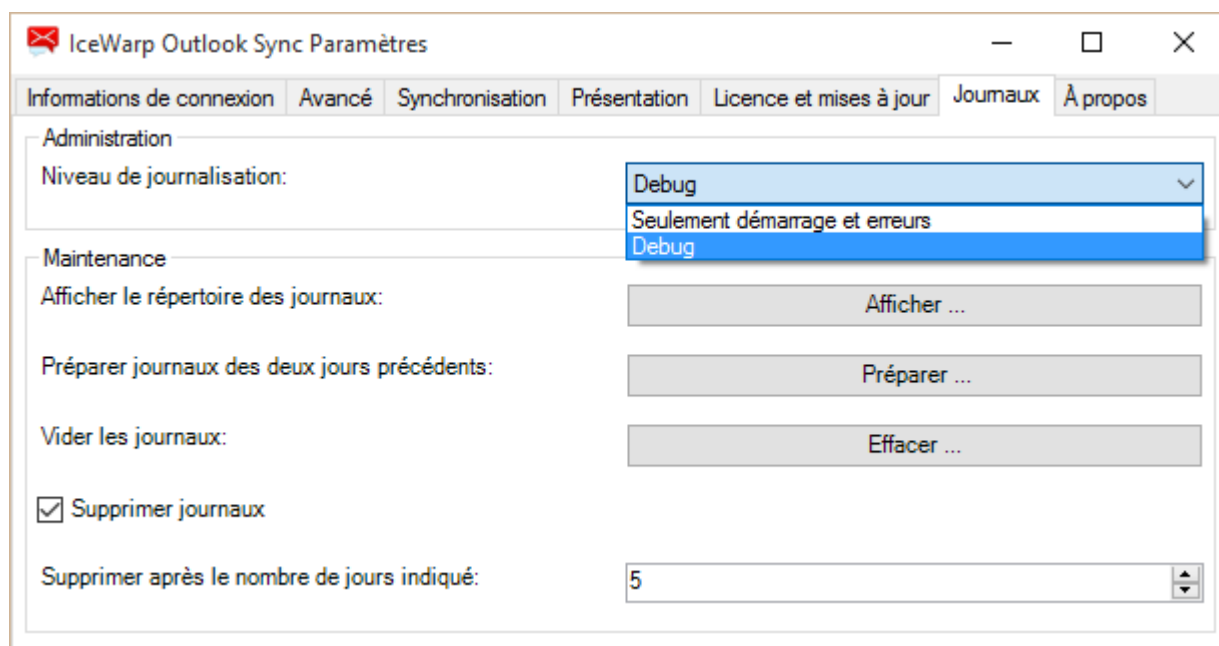 IceWarp Outlook Sync Paramètres
Informations de connexion Avancé Synchronisation Présentation Licence et mises à jour Journaux À propos
Administration
Niveau de journalisation: Debug
Seulement démarrage et erreurs
Debug
Maintenance
Afficher le répertoire des journaux: Afficher ...
Préparer journaux des deux jours précédents: Préparer ...
Vider les journaux: Effacer ...
Supprimer journaux
Supprimer après le nombre de jours indiqué: 5